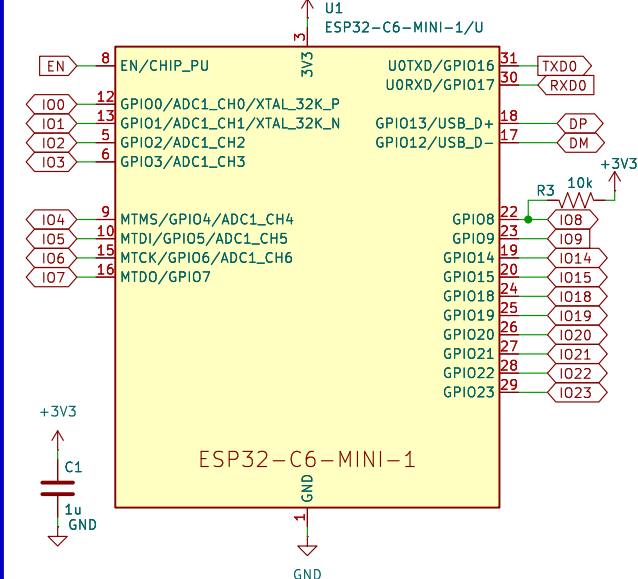 U1
ESP32-C6-MINI-1/U
3
3V3
EN 8 EN/CHIP_PU
U0TXD/GPIO16 31 TXD0
U0RXD/GPIO17 30 RXD0
IO0 12 GPIO0/ADC1_CH0/XTAL_32K_P
IO1 13 GPIO1/ADC1_CH1/XTAL_32K_N
GPIO13/USB_D+ 18 DP
IO2 5 GPIO2/ADC1_CH2
GPIO12/USB_D- 17 DM
IO3 6 GPIO3/ADC1_CH3
+3V3
R3 10k
IO4 9 MTMS/GPIO4/ADC1_CH4
GPIO8 22 IO8
IO5 10 MTDI/GPIO5/ADC1_CH5
GPIO9 23 IO9
IO6 15 MTCK/GPIO6/ADC1_CH6
GPIO14 19 IO14
IO7 16 MTDO/GPIO7
GPIO15 20 IO15
GPIO18 24 IO18
GPIO19 25 IO19
GPIO20 26 IO20
GPIO21 27 IO21
GPIO22 28 IO22
GPIO23 29 IO23
+3V3
C1
1u
GND
ESP32-C6-MINI-1
GND
1
GND